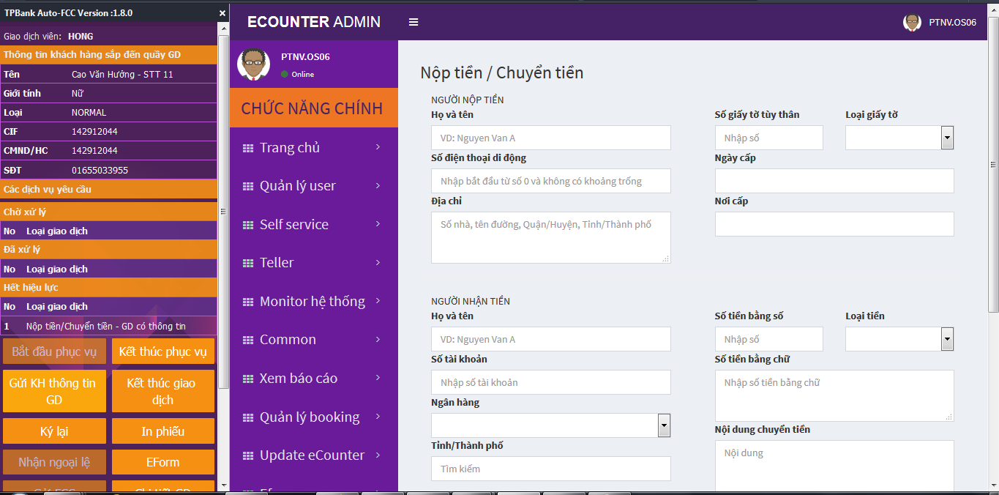 TPBank Auto-FCC Version :1.8.0
Giao dịch viên: HONG
Thông tin khách hàng sắp đến quầy GD
Tên Cao Văn Hưởng - STT 11
Giới tính Nữ
Loại NORMAL
CIF 142912044
CMND/HC 142912044
SĐT 01655033955
Các dịch vụ yêu cầu
Chờ xử lý
No Loại giao dịch
Đã xử lý
No Loại giao dịch
Hết hiệu lực
No Loại giao dịch
1 Nộp tiền/Chuyển tiền - GD có thông tin
Bắt đầu phục vụ
Kết thúc phục vụ
Gửi KH thông tin
GD
Kết thúc giao
dịch
Ký lại
In phiếu
Nhận ngoại lệ
EForm
ECOUNTER ADMIN
PTNV.OS06
PTNV.OS06
Online
CHỨC NĂNG CHÍNH
Trang chủ
Quản lý user
Self service
Teller
Monitor hệ thống
Common
Xem báo cáo
Quản lý booking
Update eCounter
Nộp tiền / Chuyển tiền
NGƯỜI NỘP TIỀN
Họ và tên
VD: Nguyen Van A
Số điện thoại di động
Nhập bắt đầu từ số 0 và không có khoảng trống
Địa chỉ
Số nhà, tên đường, Quận/Huyện, Tỉnh/Thành phố
Số giấy tờ tùy thân
Nhập số
Loại giấy tờ
Ngày cấp
Nơi cấp
NGƯỜI NHẬN TIỀN
Họ và tên
VD: Nguyen Van A
Số tài khoản
Nhập số tài khoản
Ngân hàng
Tỉnh/Thành phố
Tìm kiếm
Số tiền bằng số
Nhập số
Loại tiền
Số tiền bằng chữ
Nhập số tiền bằng chữ
Nội dung chuyển tiền
Nội dung